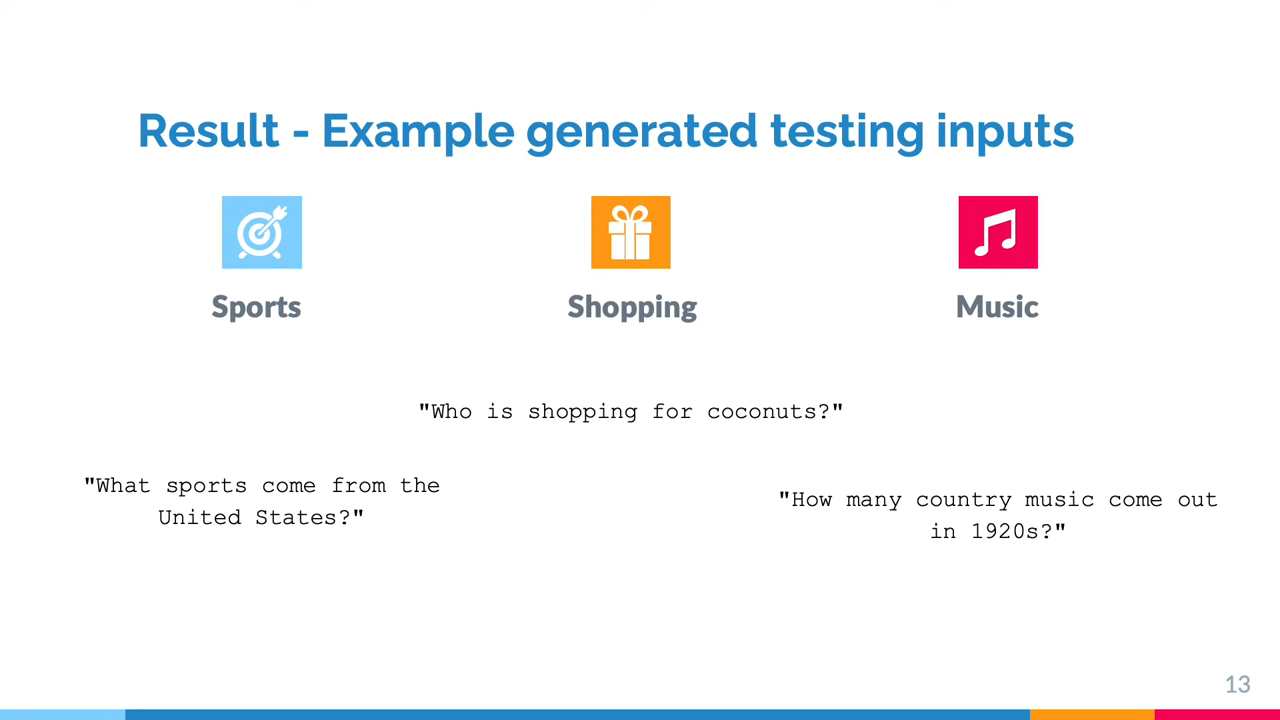 Result - Example generated testing inputs
Sports
Shopping
Music
"Who is shopping for coconuts?"
"What sports come from the
United States?"
"How many country music come out
in 1920s?"
13